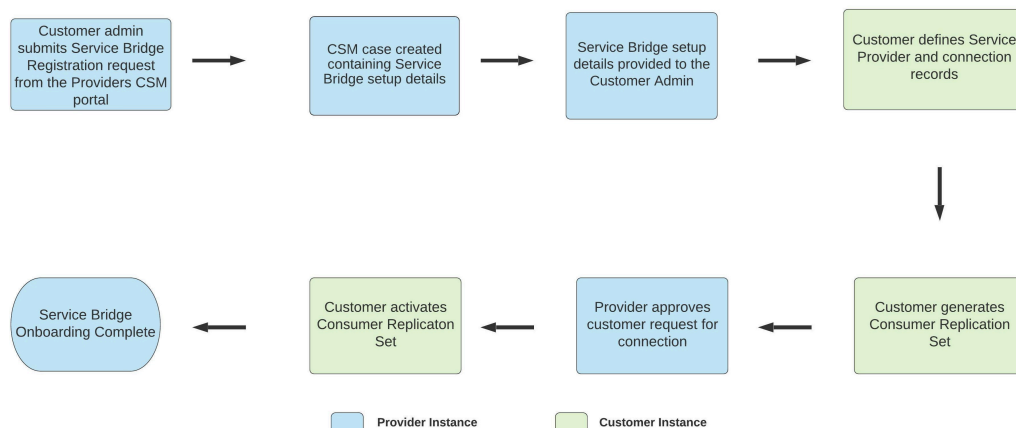 Customer admin
submits Service Bridge
Registration request
from the Providers CSM
portal
CSM case created
containing Service
Bridge setup details
Service Bridge setup
details provided to the
Customer Admin
Customer defines Service
Provider and connection
records
Service Bridge
Onboarding Complete
Customer activates
Consumer Replicaton
Set
Provider approves
customer request for
connection
Customer generates
Consumer Replication
Set
Provider Instance
Customer Instance